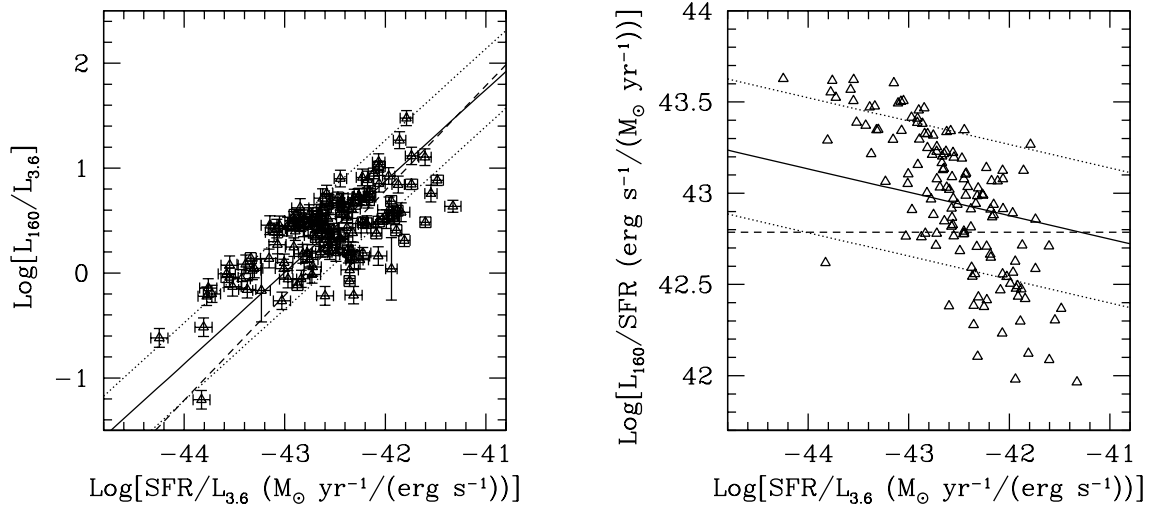 Log[L₁₆₀/L₃.₆]
2
1
0
−1
−44 −43 −42 −41
Log[SFR/L₃.₆ (M☉ yr⁻¹/(erg s⁻¹))]
Log[L₁₆₀/SFR (erg s⁻¹/(M☉ yr⁻¹))]
44
43.5
43
42.5
42
−44 −43 −42 −41
Log[SFR/L₃.₆ (M☉ yr⁻¹/(erg s⁻¹))]